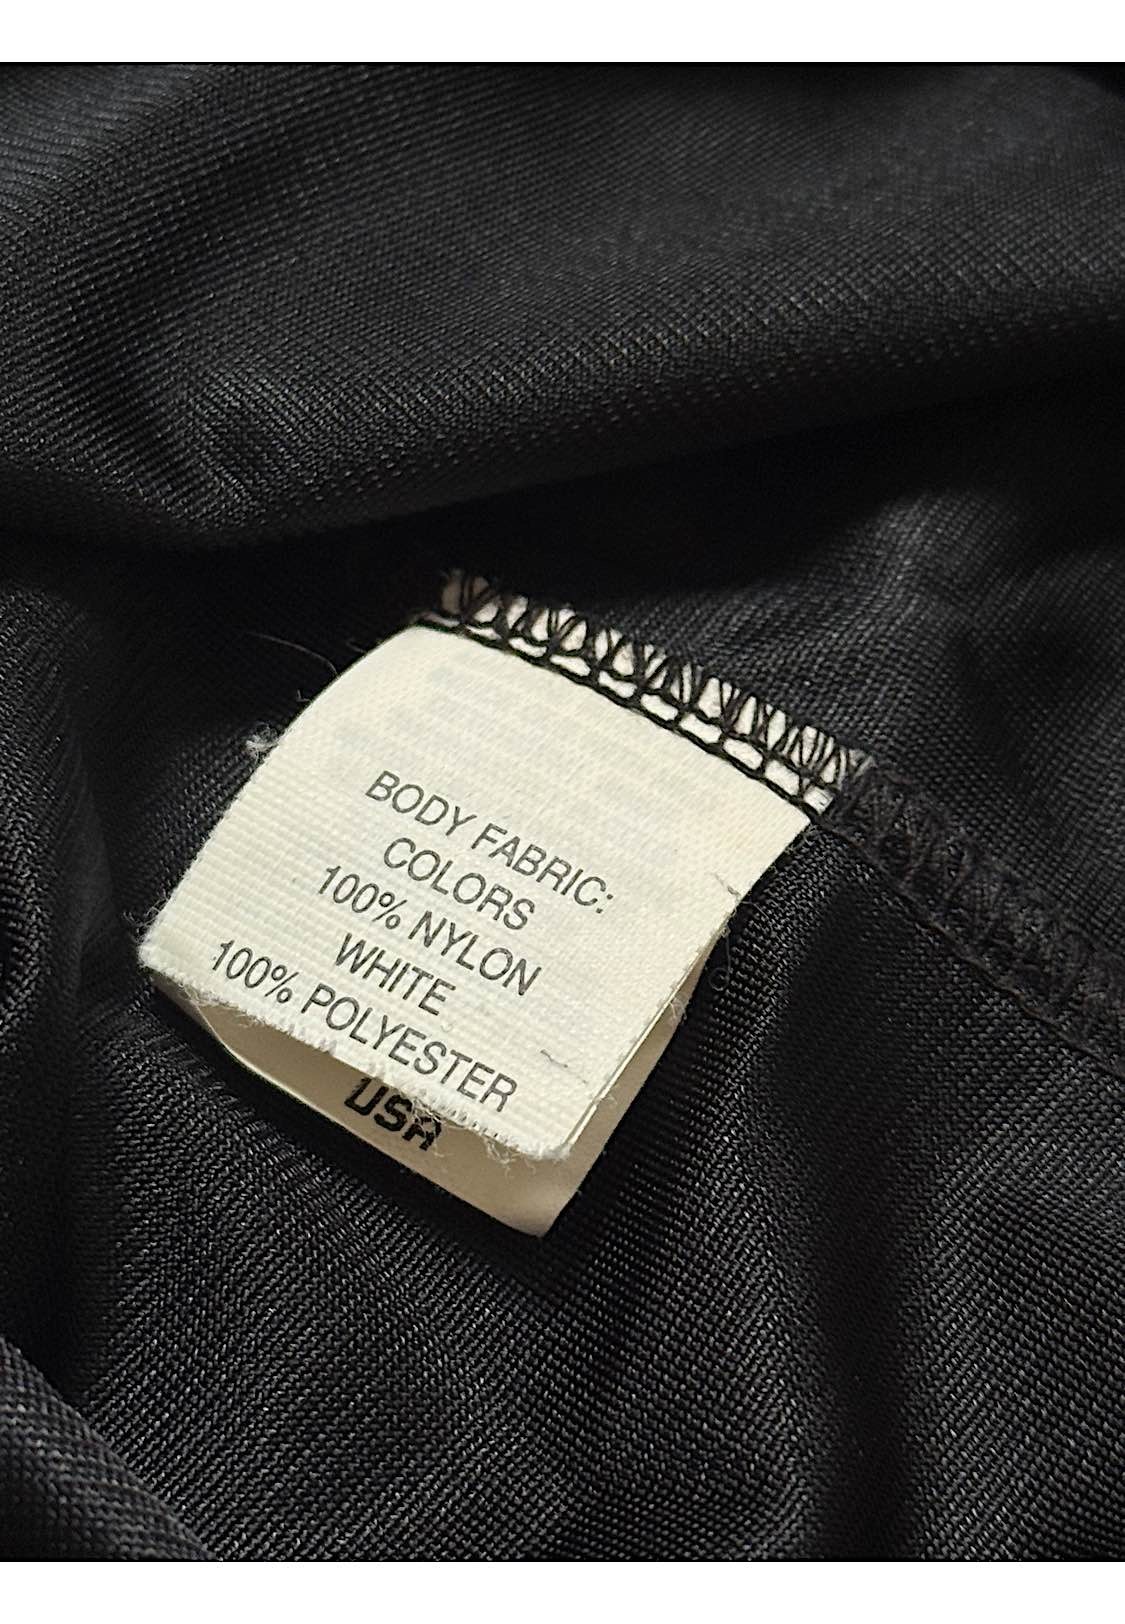 BODY FABRIC:
COLORS
100% NYLON
WHITE
100% POLYESTER
USA